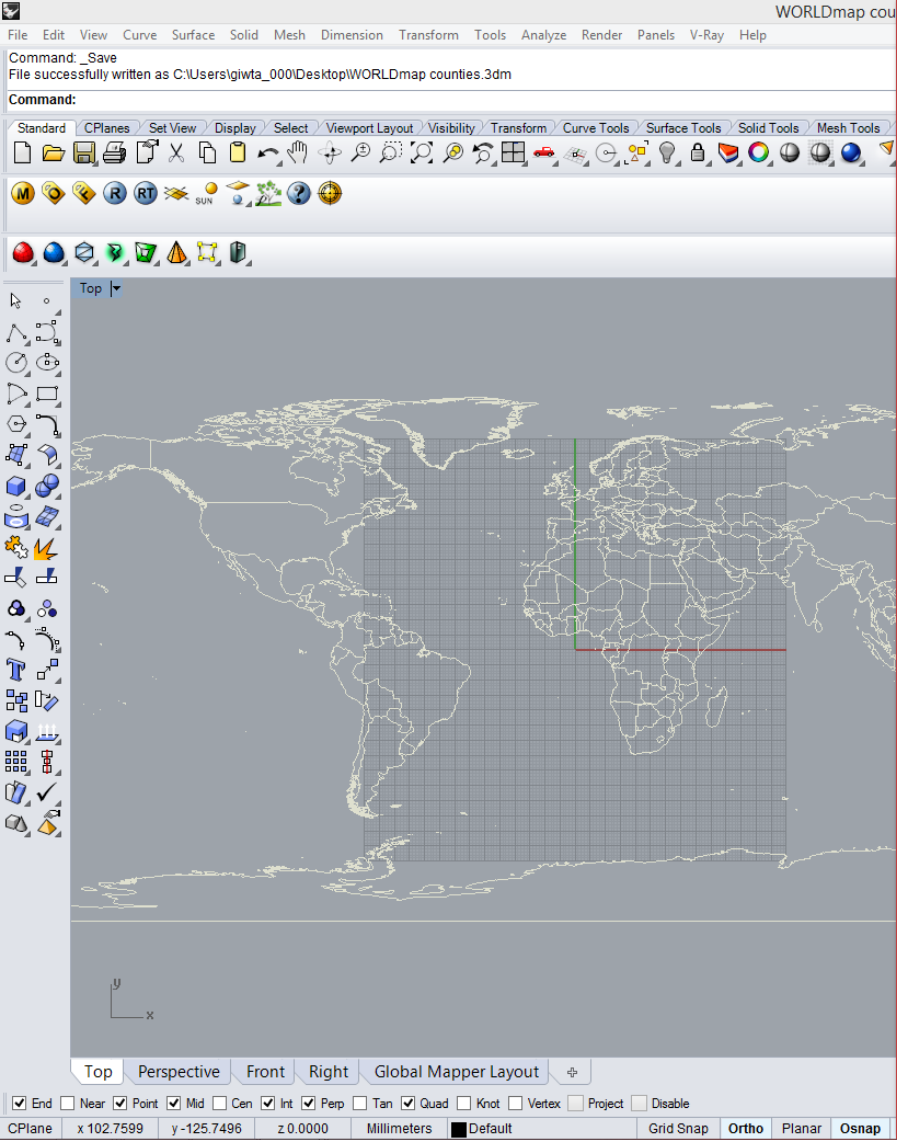 WORLDmap cou
File Edit View Curve Surface Solid Mesh Dimension Transform Tools Analyze Render Panels V-Ray Help
Command: _Save
File successfully written as C:\Users\giwta_000\Desktop\WORLDmap counties.3dm
Command:
Standard CPlanes Set View Display Select Viewport Layout Visibility Transform Curve Tools Surface Tools Solid Tools Mesh Tools
M R RT SUN ?
Top
T
y
x
Top Perspective Front Right Global Mapper Layout
End Near Point Mid Cen Int Perp Tan Quad Knot Vertex Project Disable
CPlane x 102.7599 y -125.7496 z 0.0000 Millimeters Default Grid Snap Ortho Planar Osnap